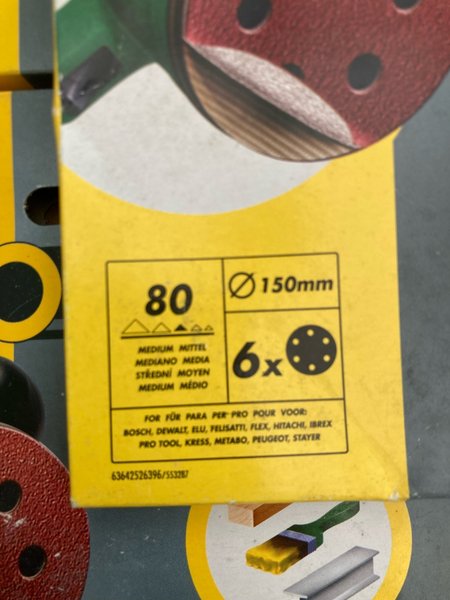 80
MEDIUM MITTEL
MEDIANO MEDIA
STŘEDNÍ MOYEN
MEDIUM MÉDIO
Ø 150mm
6x
FOR FÜR PARA PER PRO POUR VOOR:
BOSCH, DEWALT, ELU, FELISATTI, FLEX, HITACHI, IBREX
PRO TOOL, KRESS, METABO, PEUGEOT, STAYER
63642526396/553287